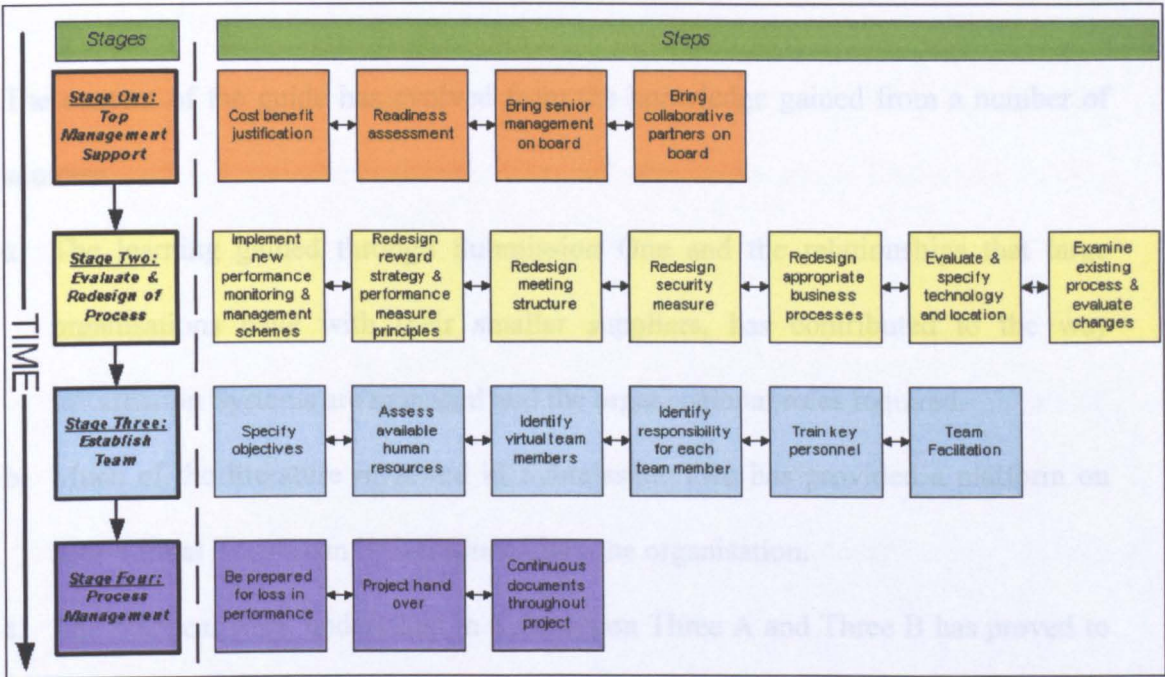 Stages
Steps
TIME
Stage One:
Top
Management
Support
Cost benefit
justification
Readiness
assessment
Bring senior
management
on board
Bring
collaborative
partners on
board
Stage Two:
Evaluate &
Redesign of
Process
Implement
new
performance
monitoring &
management
schemes
Redesign
reward
strategy &
performance
measure
principles
Redesign
meeting
structure
Redesign
security
measure
Redesign
appropriate
business
processes
Evaluate &
specify
technology
and location
Examine
existing
process &
evaluate
changes
Stage Three:
Establish
Team
Specify
objectives
Assess
available
human
resources
Identify
virtual team
members
Identify
responsibility
for each
team member
Train key
personnel
Team
Facilitation
Stage Four:
Process
Management
Be prepared
for loss in
performance
Project hand
over
Continuous
documents
throughout
project